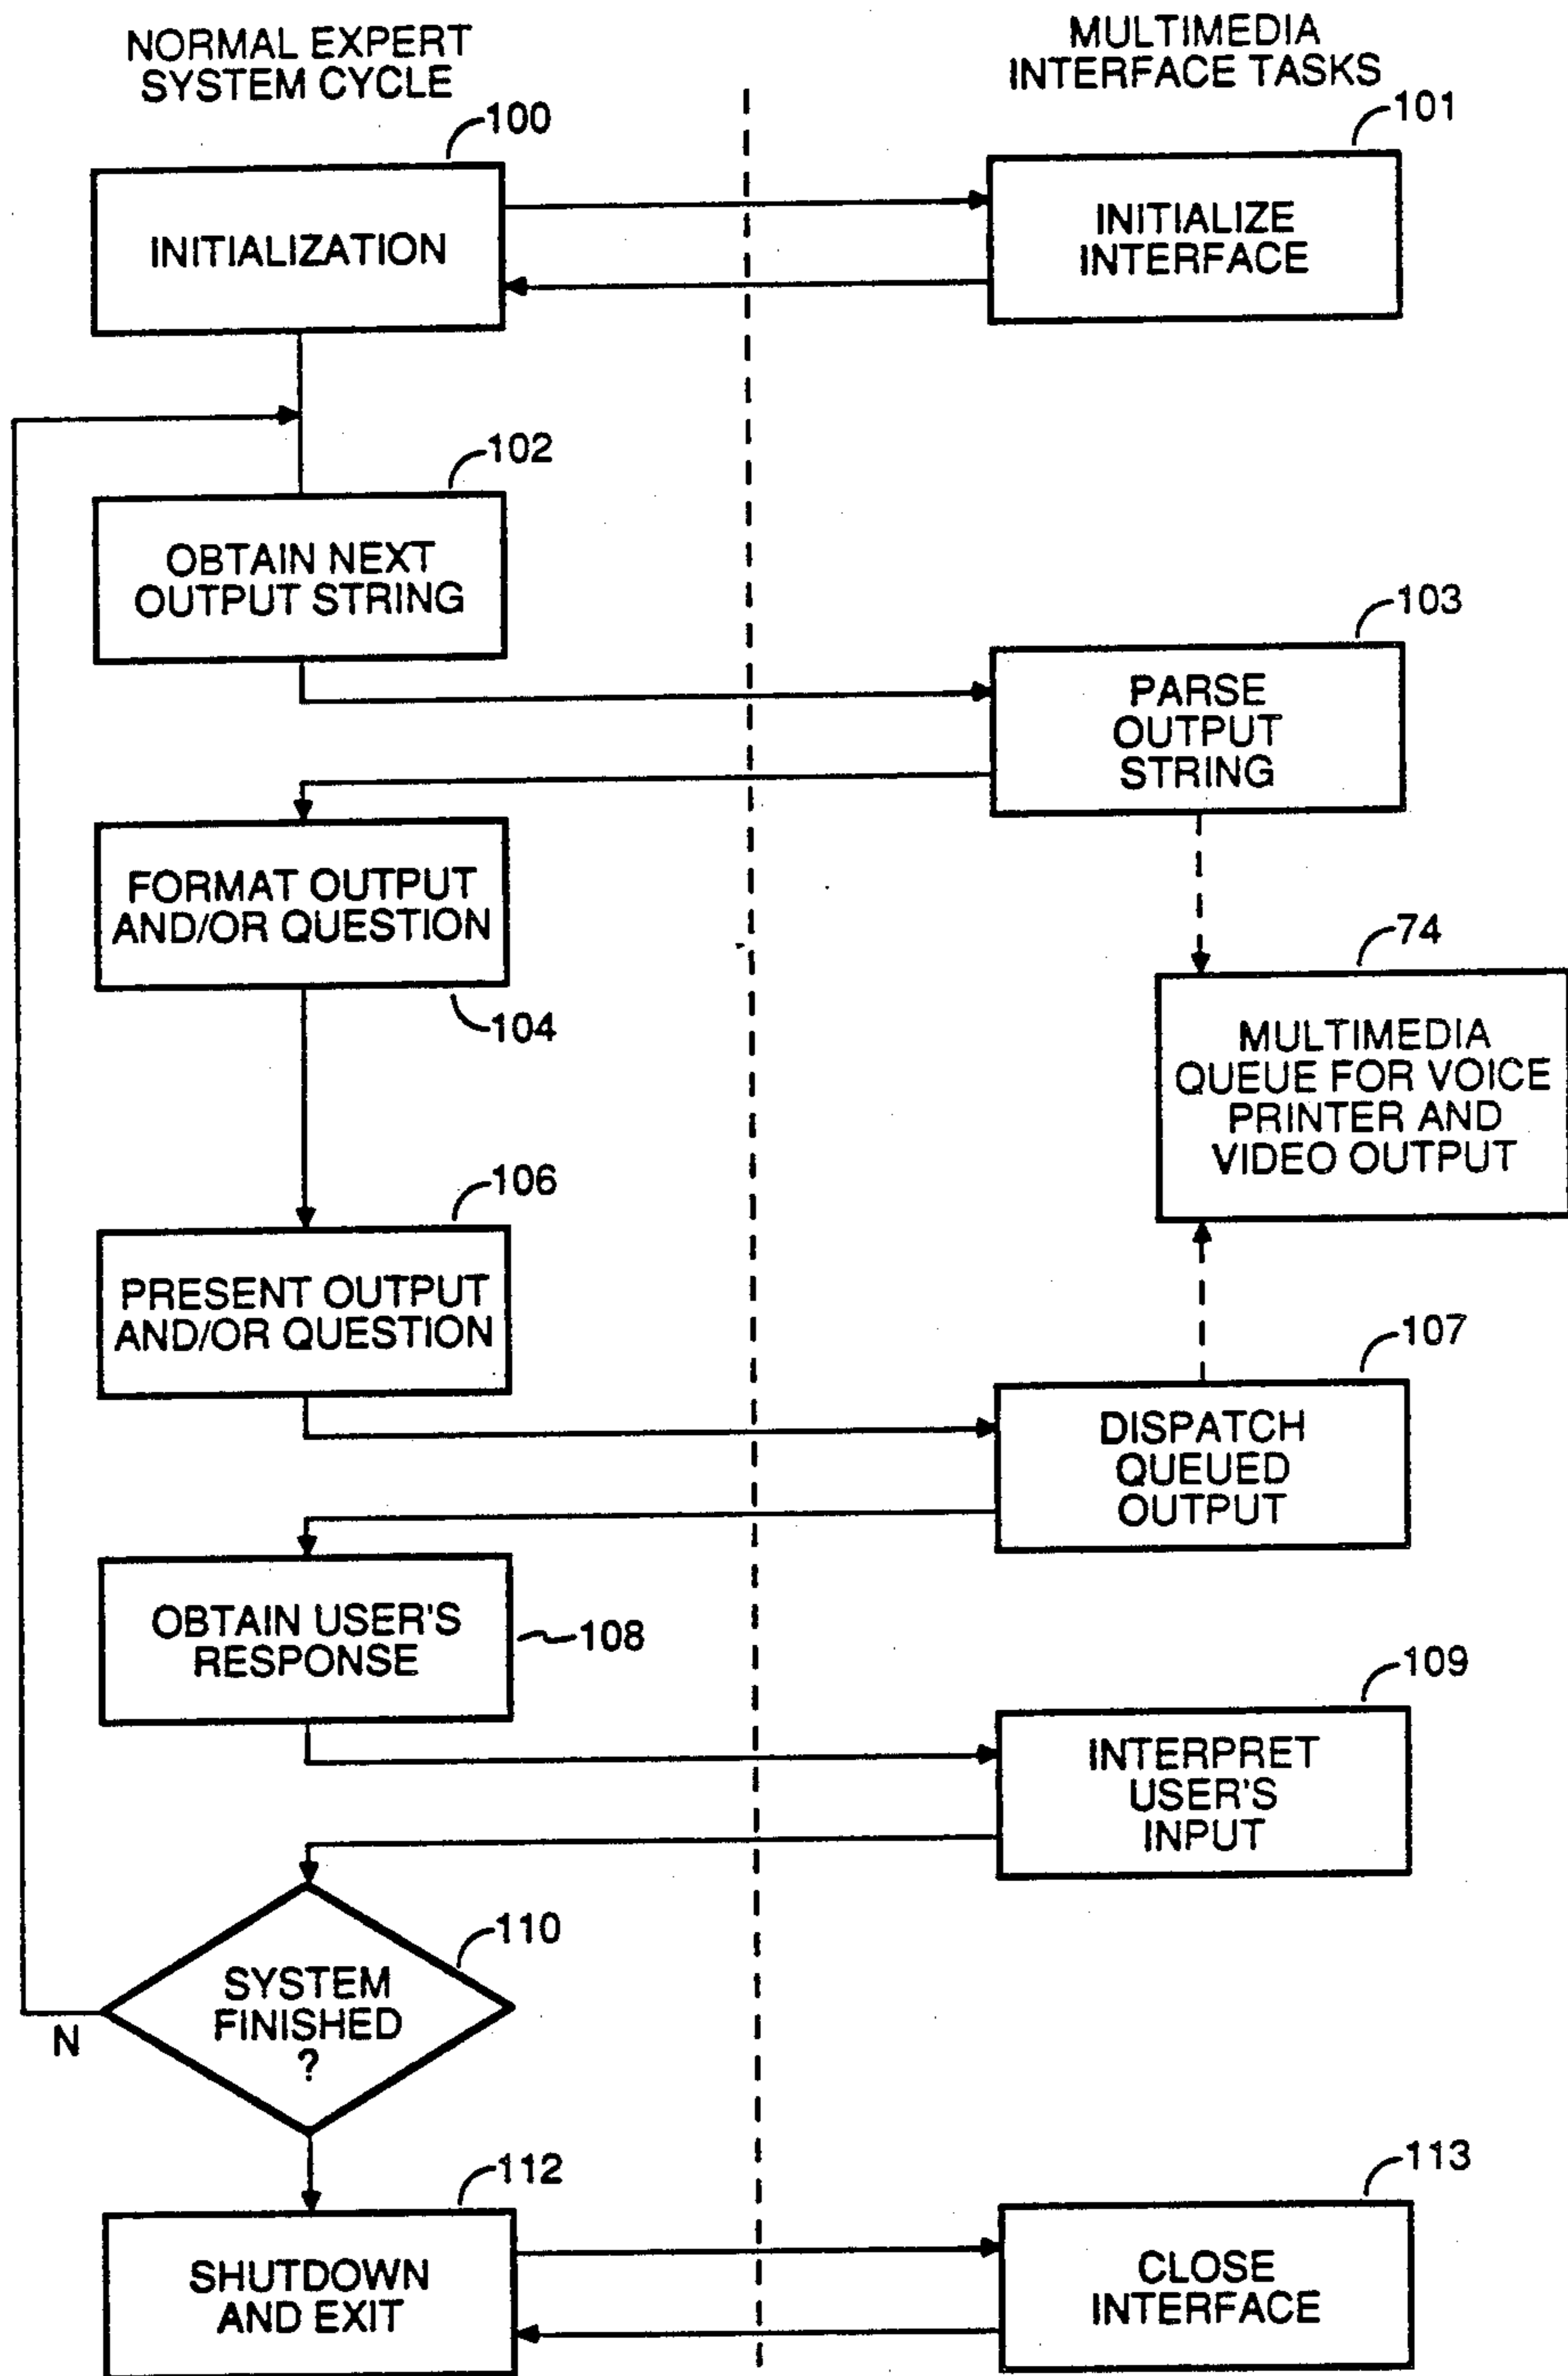 NORMAL EXPERT
SYSTEM CYCLE
MULTIMEDIA
INTERFACE TASKS
100
INITIALIZATION
101
INITIALIZE
INTERFACE
102
OBTAIN NEXT
OUTPUT STRING
103
PARSE
OUTPUT
STRING
FORMAT OUTPUT
AND/OR QUESTION
104
74
MULTIMEDIA
QUEUE FOR VOICE
PRINTER AND
VIDEO OUTPUT
106
PRESENT OUTPUT
AND/OR QUESTION
107
DISPATCH
QUEUED
OUTPUT
OBTAIN USER'S
RESPONSE
108
109
INTERPRET
USER'S
INPUT
110
SYSTEM
FINISHED
?
N
112
SHUTDOWN
AND EXIT
113
CLOSE
INTERFACE